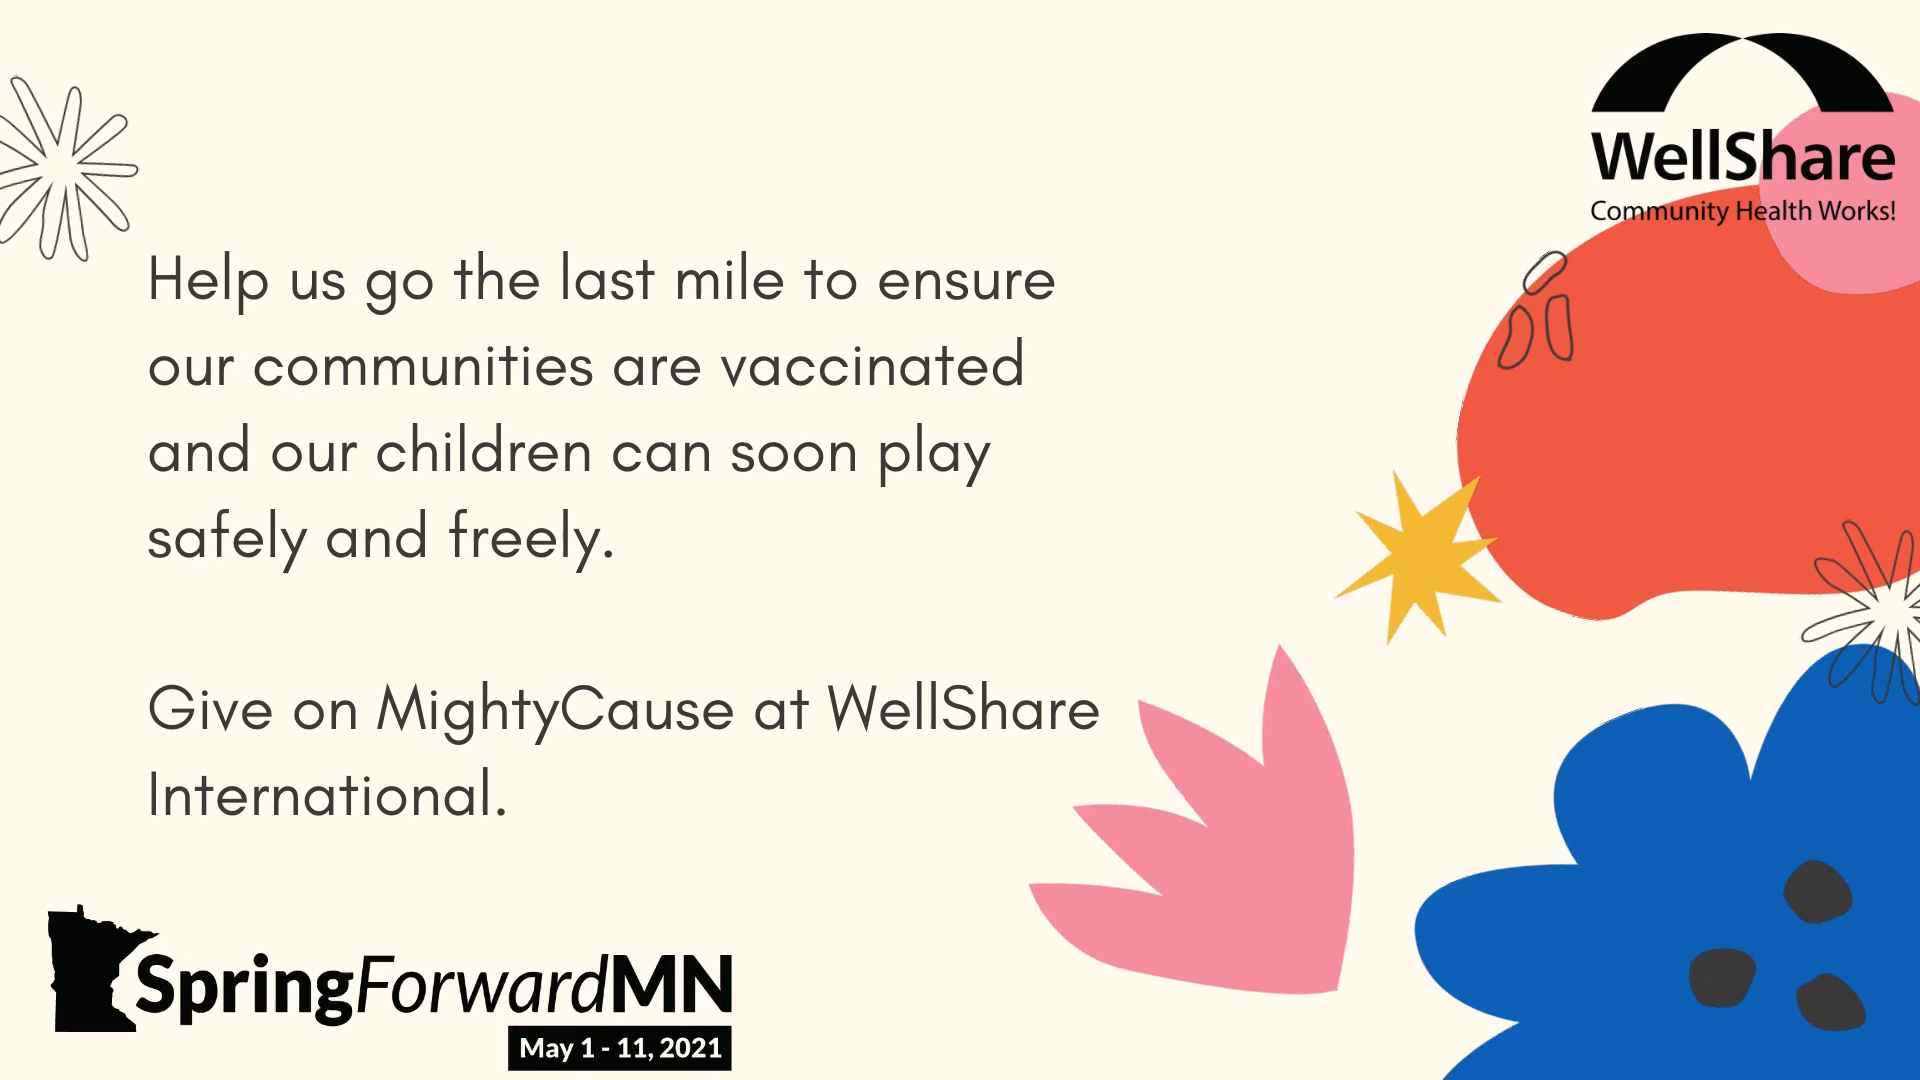 WellShare
Community Health Works!
Help us go the last mile to ensure
our communities are vaccinated
and our children can soon play
safely and freely.
Give on MightyCause at WellShare
International.
SpringForwardMN
May 1 - 11, 2021